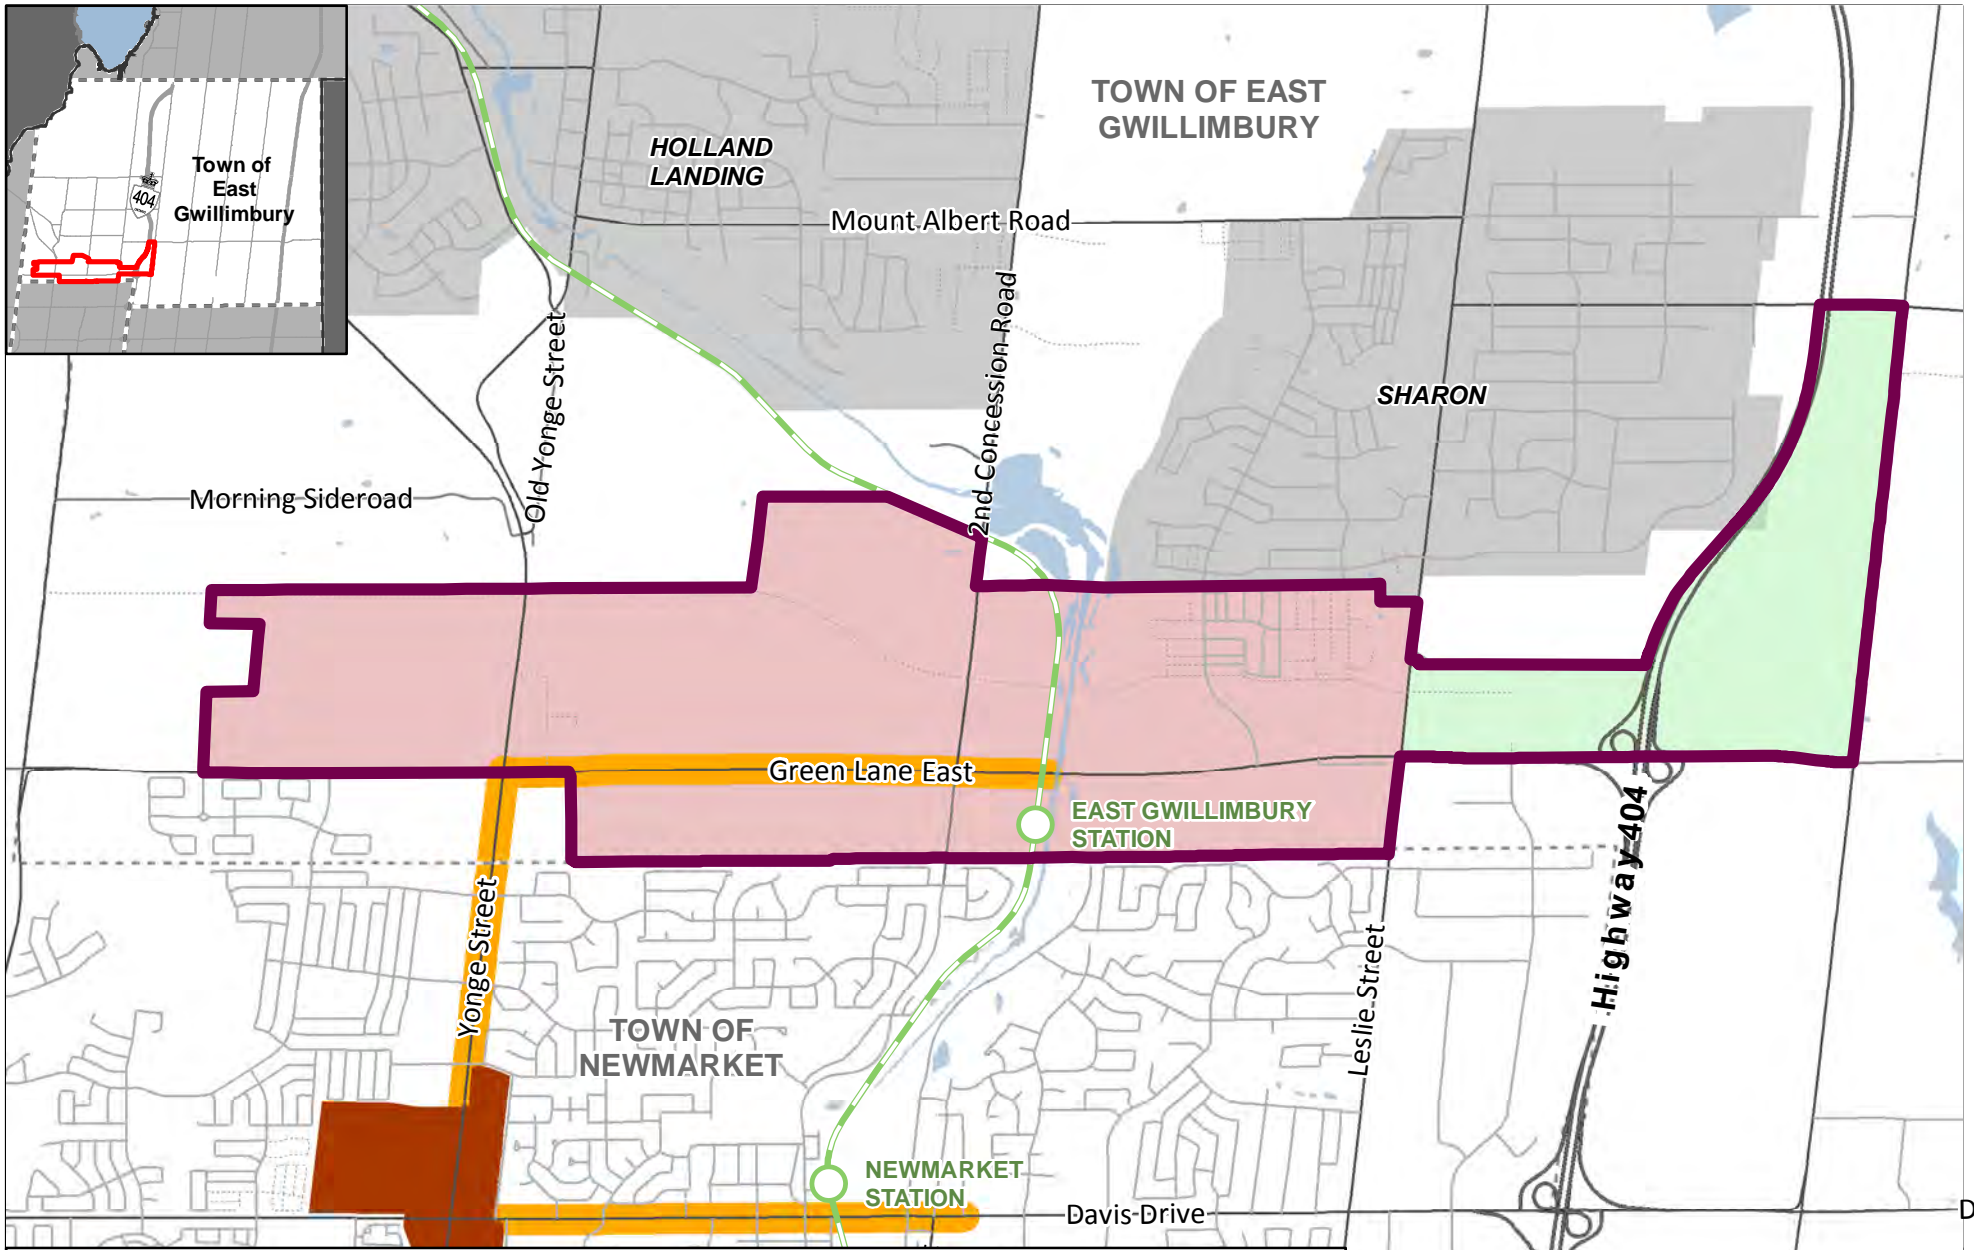 Town of
East
Gwillimbury
404
TOWN OF EAST
GWILLIMBURY
HOLLAND
LANDING
Mount Albert Road
2nd Concession Road
Old Yonge Street
SHARON
Morning Sideroad
Green Lane East
EAST GWILLIMBURY
STATION
Highway 404
Yonge Street
Leslie Street
TOWN OF
NEWMARKET
NEWMARKET
STATION
Davis Drive
D